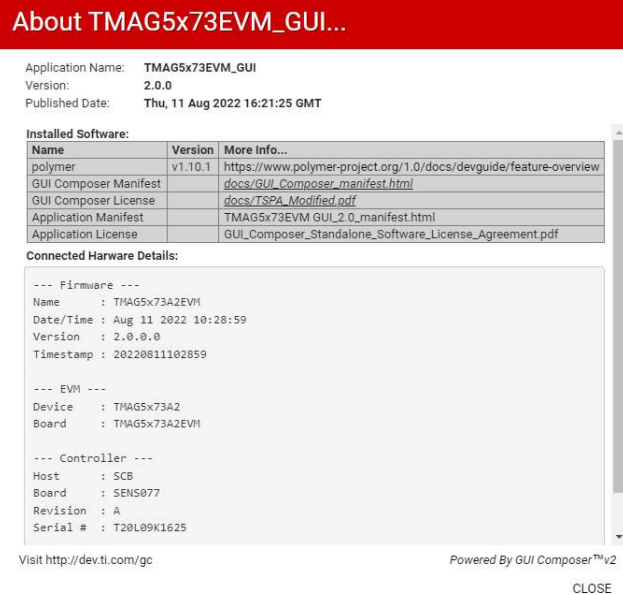 About TMAG5x73EVM_GUI...
Application Name: TMAG5x73EVM_GUI
Version: 2.0.0
Published Date: Thu, 11 Aug 2022 16:21:25 GMT
Installed Software:
Name Version More Info...
polymer v1.10.1 https://www.polymer-project.org/1.0/docs/devguide/feature-overview
GUI Composer Manifest docs/GUI_Composer_manifest.html
GUI Composer License docs/TSPA_Modified.pdf
Application Manifest TMAG5x73EVM GUI_2.0_manifest.html
Application License GUI_Composer_Standalone_Software_License_Agreement.pdf
Connected Harware Details:
--- Firmware ---
Name : TMAG5x73A2EVM
Date/Time : Aug 11 2022 10:28:59
Version : 2.0.0.0
Timestamp : 20220811102859
--- EVM ---
Device : TMAG5x73A2
Board : TMAG5x73A2EVM
--- Controller ---
Host : SCB
Board : SENS077
Revision : A
Serial # : T20L09K1625
Visit http://dev.ti.com/gc Powered By GUI Composer™v2
CLOSE